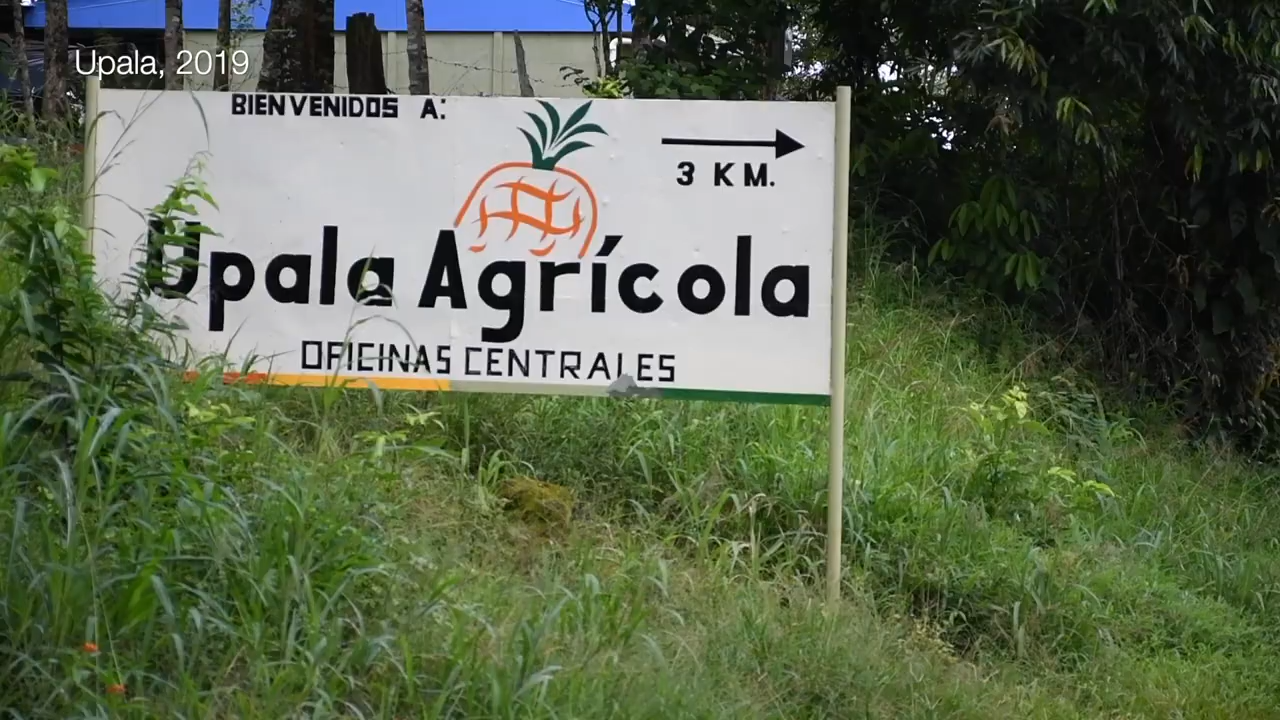 Upala, 2019
BIENVENIDOS A:
3 KM.
Upala Agrícola
OFICINAS CENTRALES